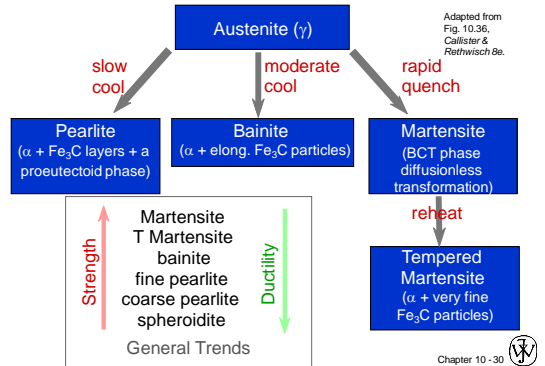 Adapted from
Fig. 10.36,
Callister &
Rethwisch 8e.
Austenite (γ)
slow
cool
moderate
cool
rapid
quench
Pearlite
(α + Fe₃C layers + a
proeutectoid phase)
Bainite
(α + elong. Fe₃C particles)
Martensite
(BCT phase
diffusionless
transformation)
reheat
Tempered
Martensite
(α + very fine
Fe₃C particles)
Strength
Martensite
T Martensite
bainite
fine pearlite
coarse pearlite
spheroidite
Ductility
General Trends
Chapter 10 - 30